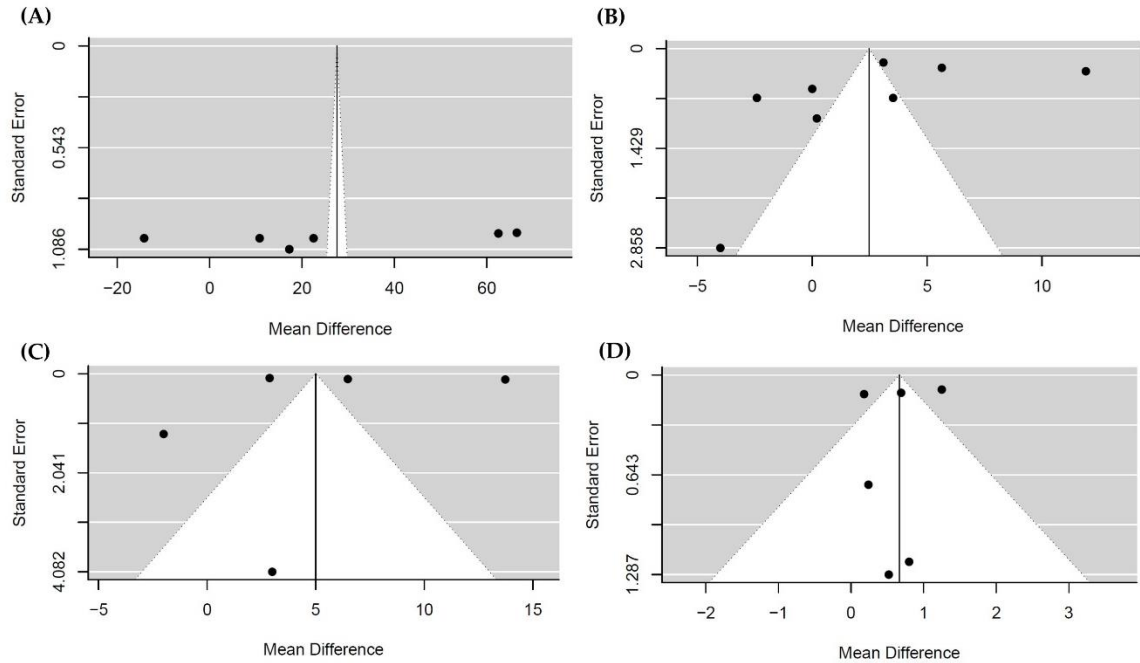 (A)
Standard Error
0
0.543
1.086
−20
0
20
40
60
Mean Difference
(B)
Standard Error
0
1.429
2.858
−5
0
5
10
Mean Difference
(C)
Standard Error
0
2.041
4.082
−5
0
5
10
15
Mean Difference
(D)
Standard Error
0
0.643
1.287
−2
−1
0
1
2
3
Mean Difference